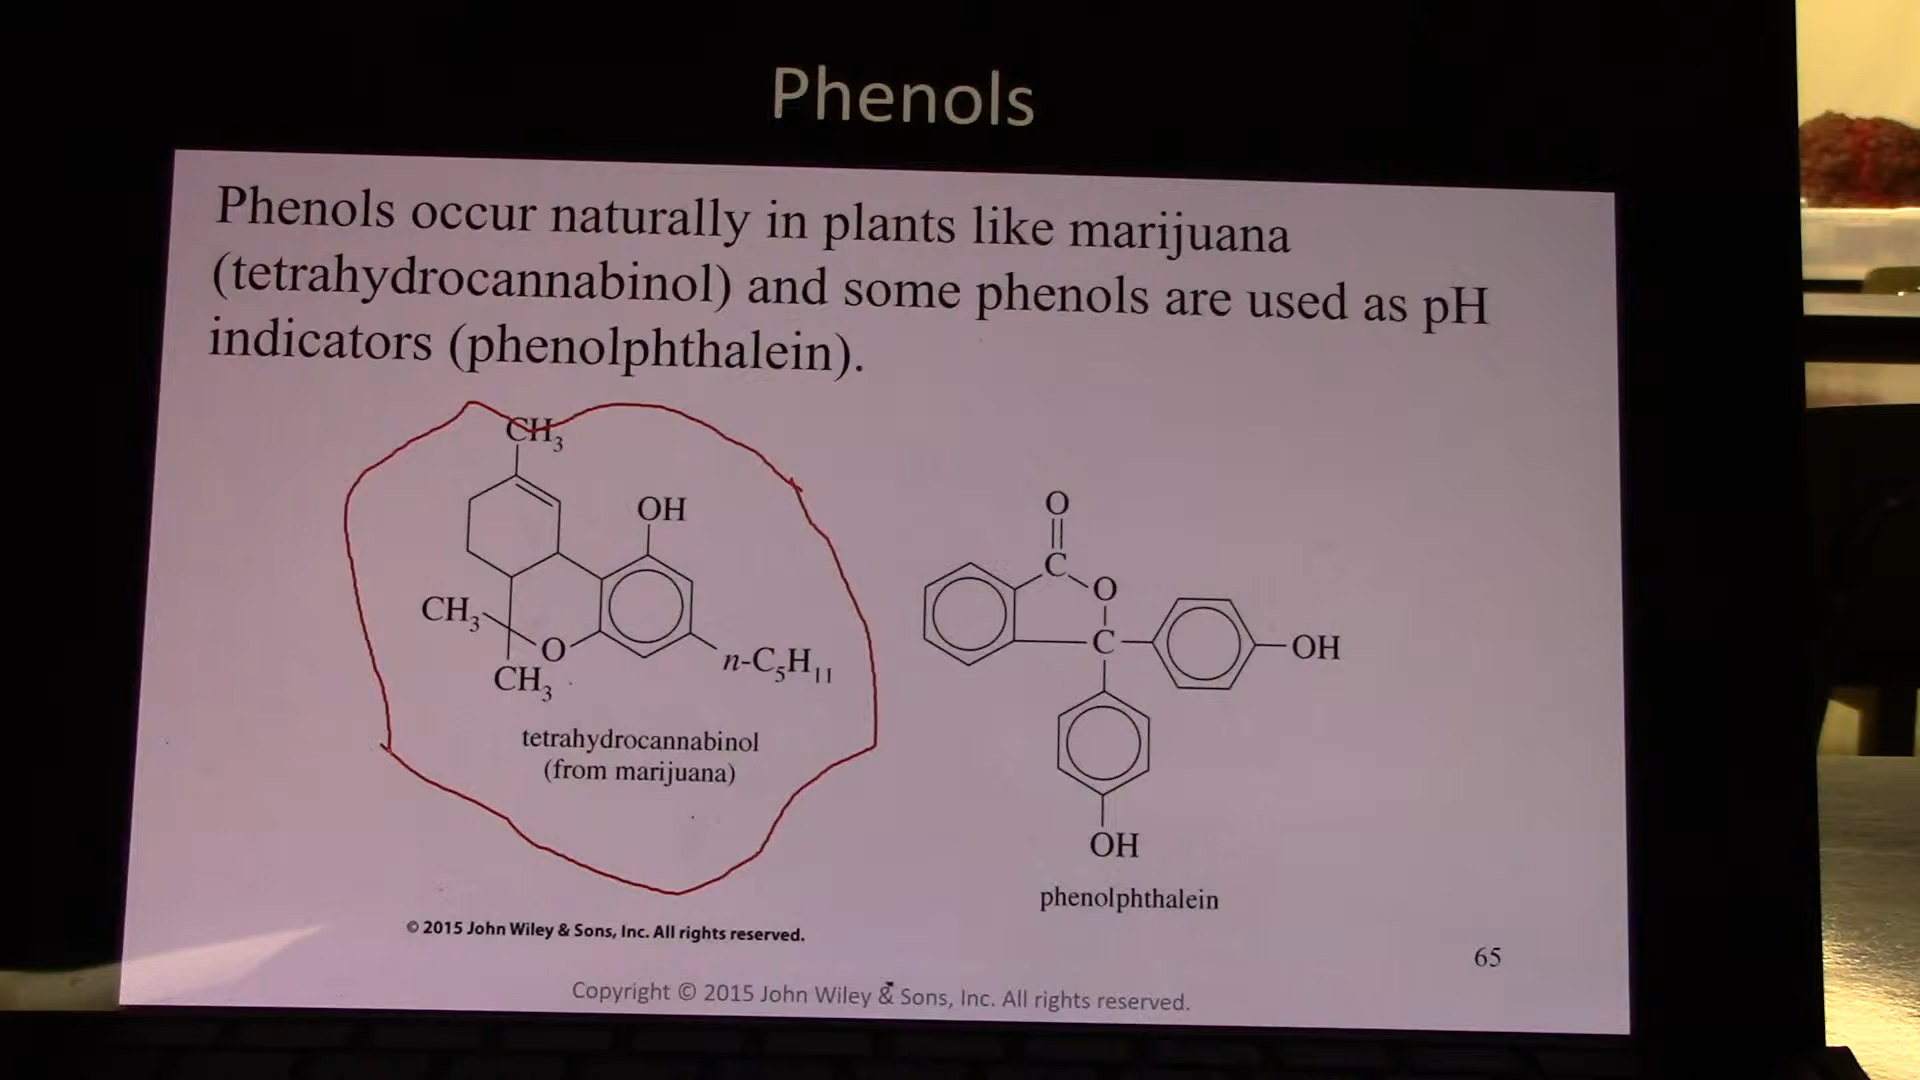 Phenols
Phenols occur naturally in plants like marijuana
(tetrahydrocannabinol) and some phenols are used as pH
indicators (phenolphthalein).
CH₃
OH
CH₃
O
CH₃
n-C₅H₁₁
tetrahydrocannabinol
(from marijuana)
O
C
O
C
OH
OH
phenolphthalein
© 2015 John Wiley & Sons, Inc. All rights reserved.
65
Copyright © 2015 John Wiley & Sons, Inc. All rights reserved.